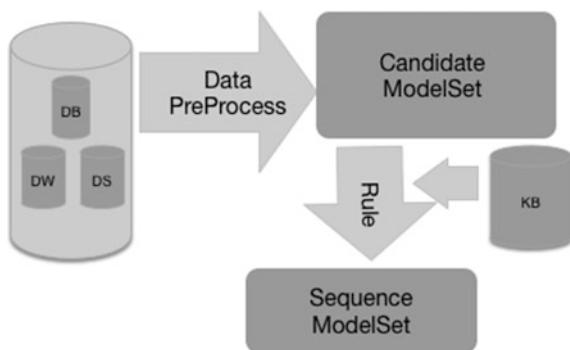 DB
DW
DS
Data
PreProcess
Candidate
ModelSet
Rule
KB
Sequence
ModelSet